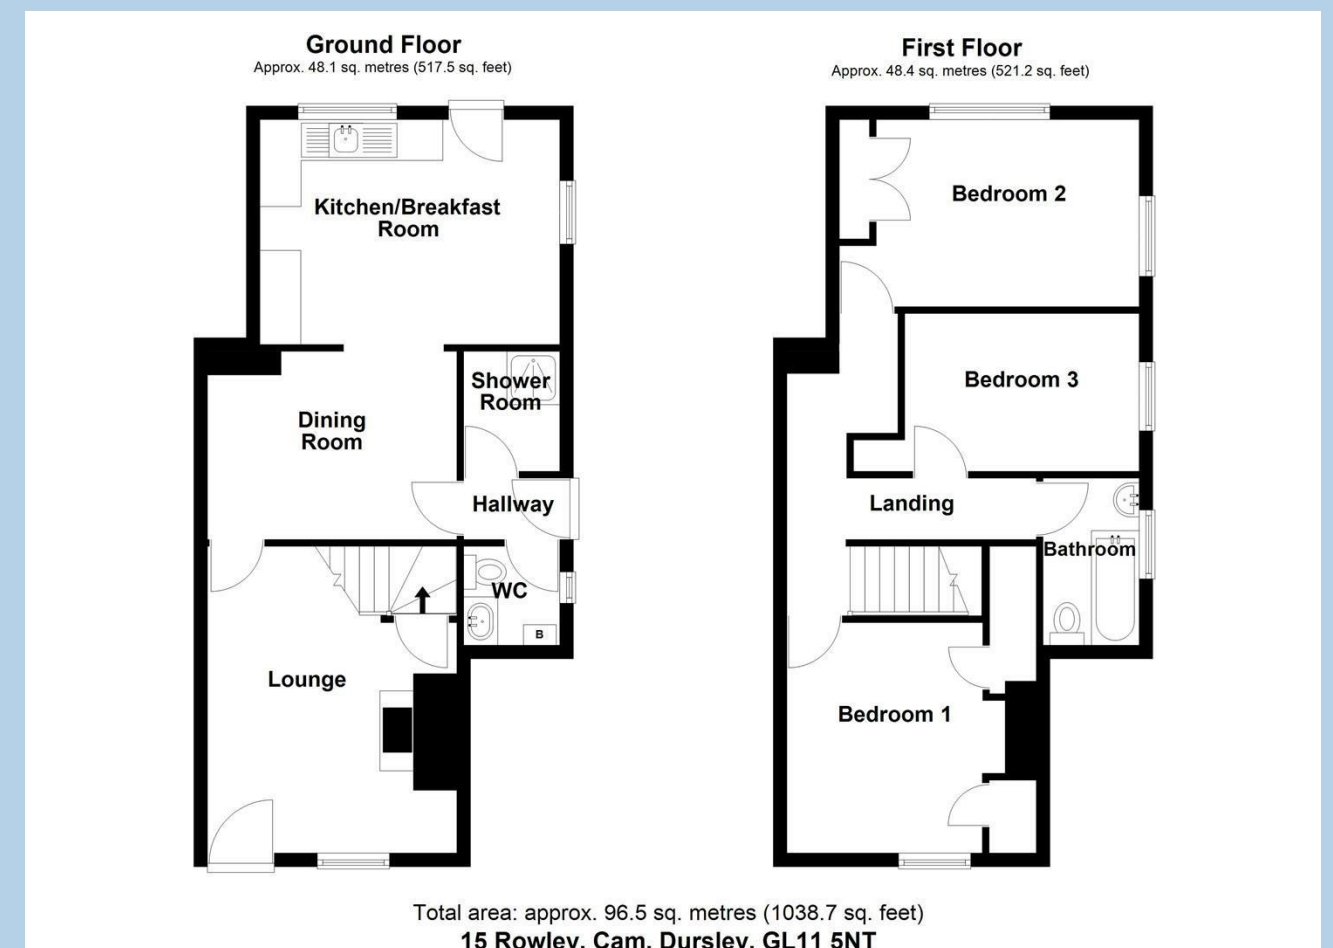 Ground Floor
Approx. 48.1 sq. metres (517.5 sq. feet)
Kitchen/Breakfast
Room
Shower
Room
Dining
Room
Hallway
WC
B
Lounge
First Floor
Approx. 48.4 sq. metres (521.2 sq. feet)
Bedroom 2
Bedroom 3
Landing
Bathroom
Bedroom 1
Total area: approx. 96.5 sq. metres (1038.7 sq. feet)
15 Rowley, Cam, Dursley, GL11 5NT